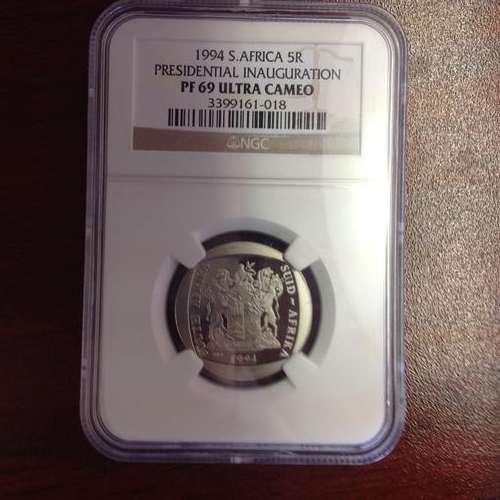 1994 S.AFRICA 5R
PRESIDENTIAL INAUGURATION
PF 69 ULTRA CAMEO
3399161-018
NGC
SUID-AFRIKA
1994